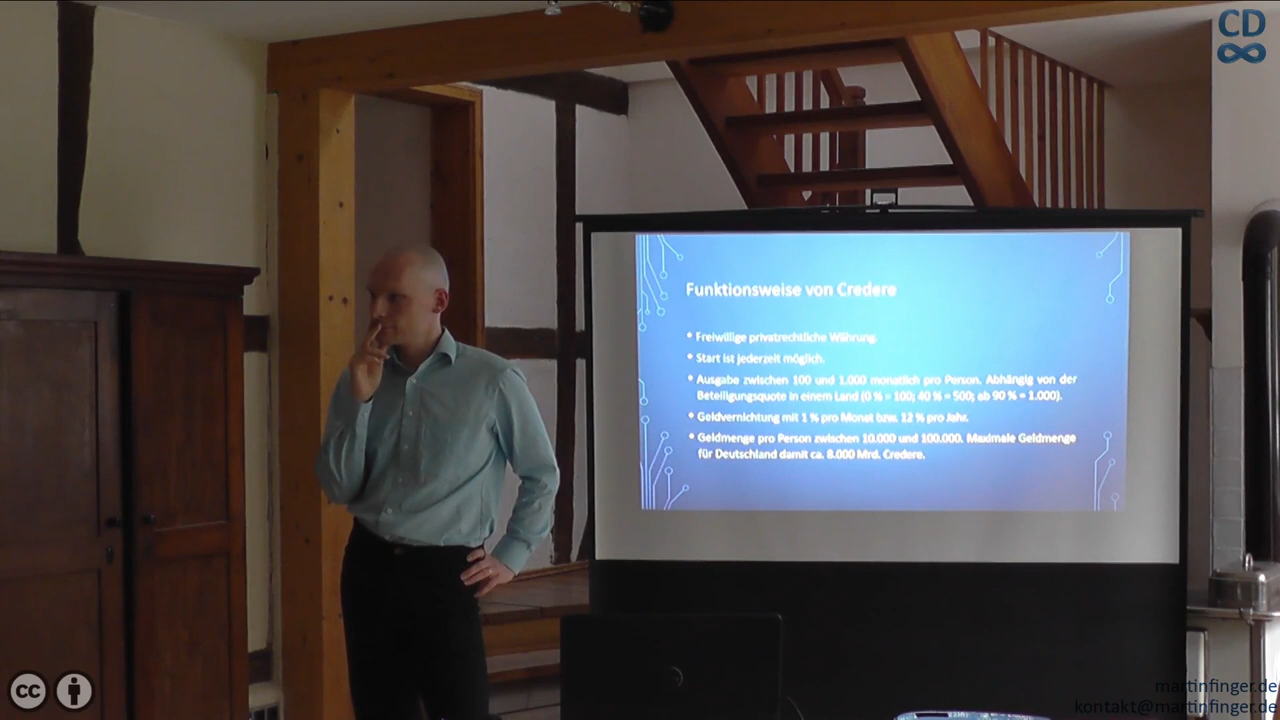 CD
Funktionsweise von Credere
• Freiwillige privatrechtliche Währung.
• Start ist jederzeit möglich.
• Ausgabe zwischen 100 und 1.000 monatlich pro Person. Abhängig von der
Beteiligungsquote in einem Land (0 % = 100; 40 % = 500; ab 90 % = 1.000).
• Geldvernichtung mit 1 % pro Monat bzw. 12 % pro Jahr.
• Geldmenge pro Person zwischen 10.000 und 100.000. Maximale Geldmenge
für Deutschland damit ca. 8.000 Mrd. Credere.
cc
martinfinger.de
kontakt@martinfinger.de